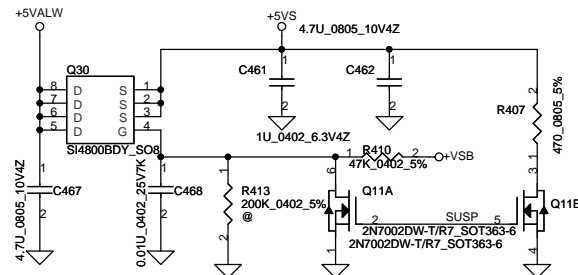 +5VALW
+5VS
4.7U_0805_10V4Z
Q30
8 D S 1
7 D S 2
6 D S 3
5 D G 4
SI4800BDY_SO8
1
C461
2
1
C462
2
1U_0402_6.3V4Z
1
R407
2
470_0805_5%
1
R410
2
47K_0402_5%
+VSB
1
C467
2
4.7U_0805_10V4Z
1
C468
2
0.01U_0402_25V7K
1
R413
200K_0402_5%
@
2
6
Q11A
2
1
SUSP
2N7002DW-T/R7_SOT363-6
2N7002DW-T/R7_SOT363-6
3
5
Q11B
4